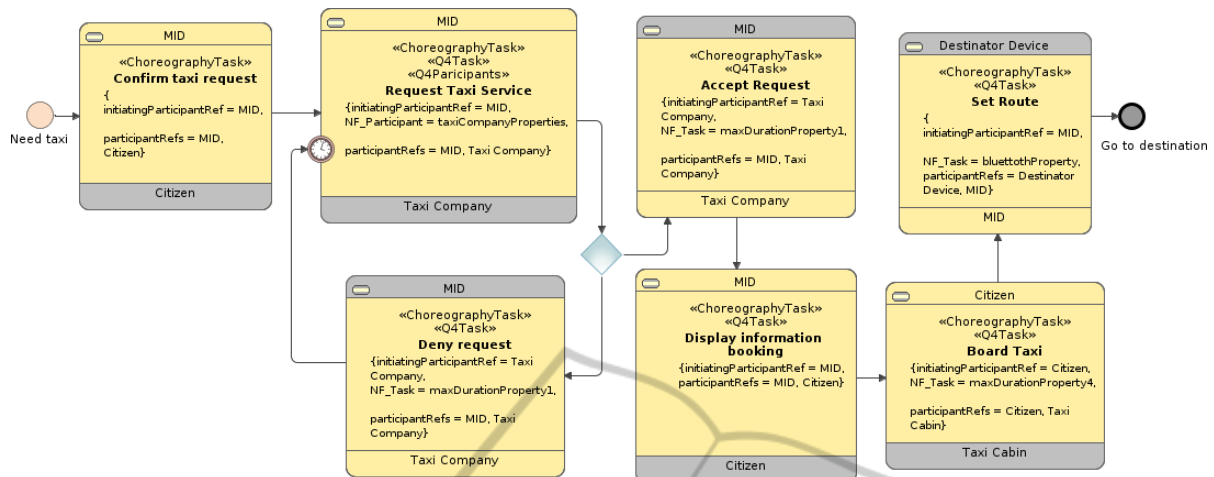 Need taxi
MID
«ChoreographyTask»
Confirm taxi request
{
initiatingParticipantRef = MID,
participantRefs = MID,
Citizen}
Citizen
MID
«ChoreographyTask»
«Q4Task»
«Q4Paricipants»
Request Taxi Service
{initiatingParticipantRef = MID,
NF_Participant = taxiCompanyProperties,
participantRefs = MID, Taxi Company}
Taxi Company
MID
«ChoreographyTask»
«Q4Task»
Deny request
{initiatingParticipantRef = Taxi
Company,
NF_Task = maxDurationProperty1,
participantRefs = MID, Taxi
Company}
Taxi Company
MID
«ChoreographyTask»
«Q4Task»
Accept Request
{initiatingParticipantRef = Taxi
Company,
NF_Task = maxDurationProperty1,
participantRefs = MID, Taxi
Company}
Taxi Company
MID
«ChoreographyTask»
«Q4Task»
Display information
booking
{initiatingParticipantRef = MID,
participantRefs = MID, Citizen}
Citizen
Citizen
«ChoreographyTask»
«Q4Task»
Board Taxi
{initiatingParticipantRef = Citizen,
NF_Task = maxDurationProperty4,
participantRefs = Citizen, Taxi
Cabin}
Taxi Cabin
Destinator Device
«ChoreographyTask»
«Q4Task»
Set Route
{
initiatingParticipantRef = MID,
NF_Task = bluettothProperty,
participantRefs = Destinator
Device, MID}
MID
Go to destination